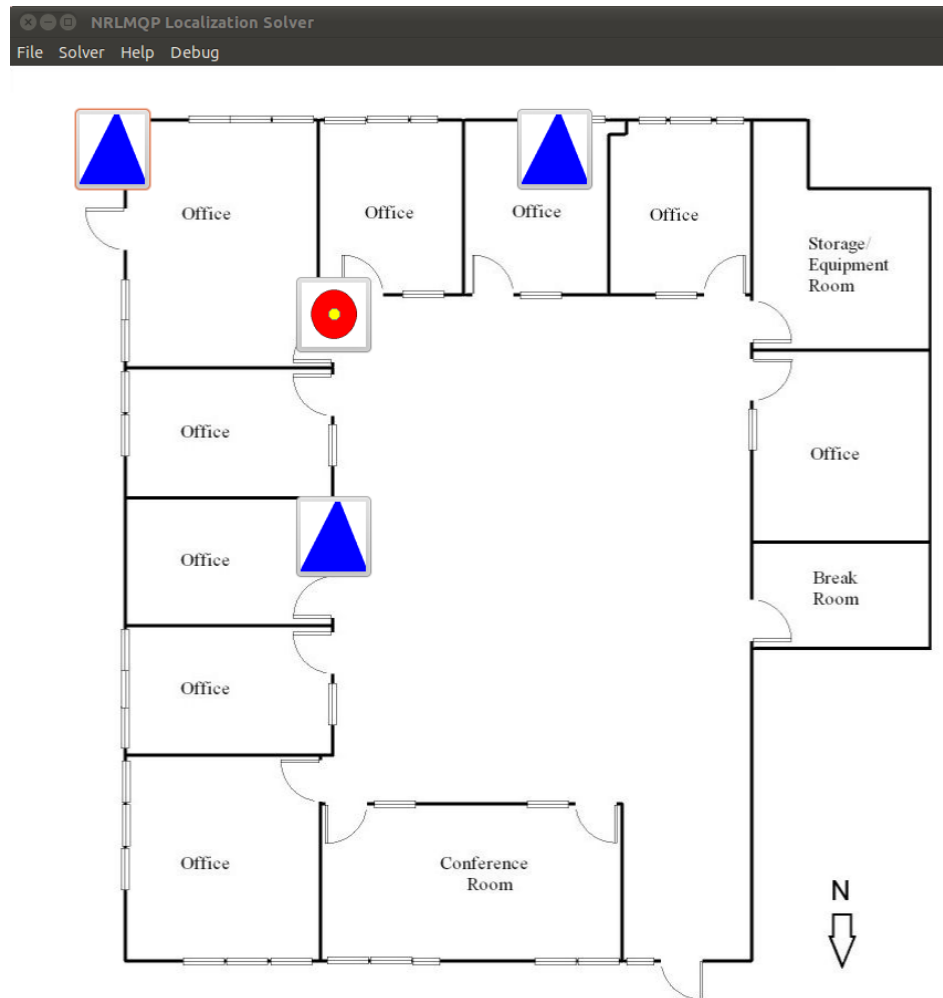 NRLMQP Localization Solver
File Solver Help Debug
Office
Office
Office
Office
Storage/
Equipment
Room
Office
Office
Office
Break
Room
Office
Office
Conference
Room
N